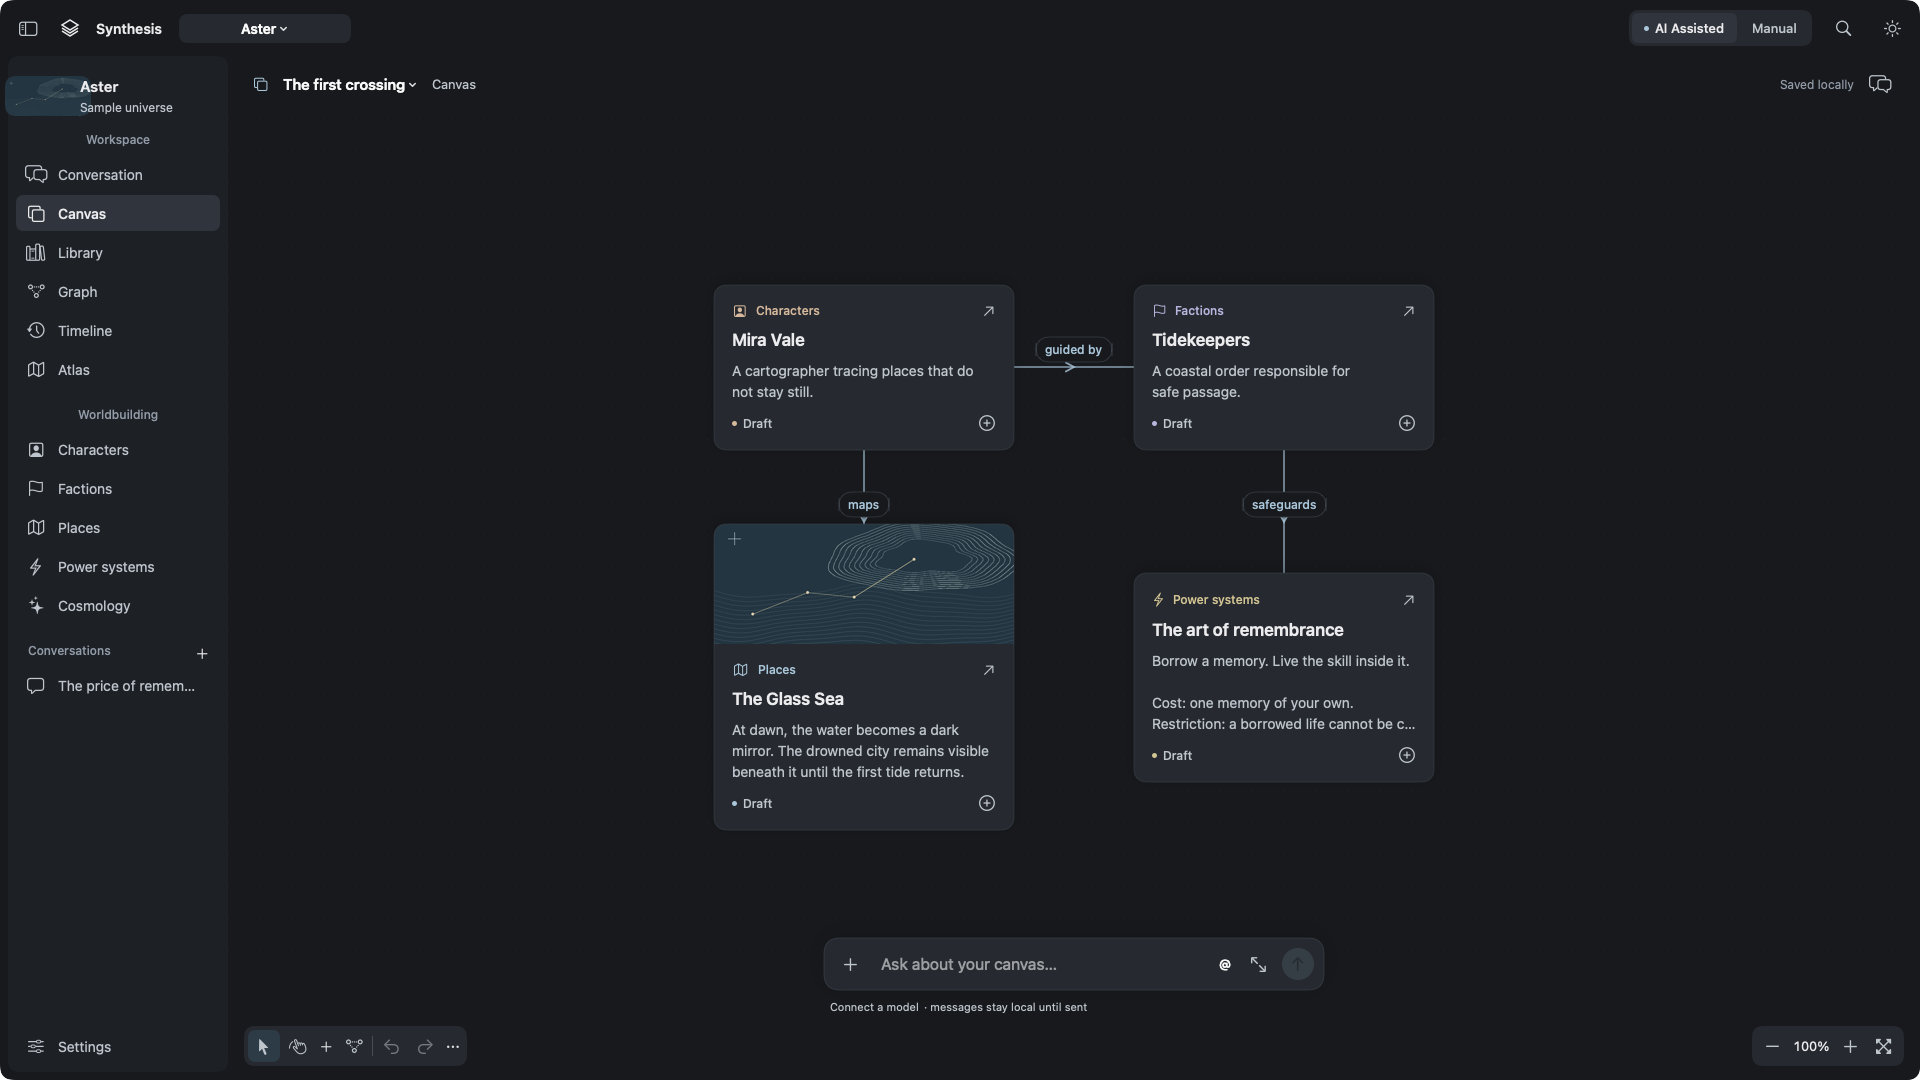 Synthesis
Aster
AI Assisted
Manual
Aster
Sample universe
Workspace
Conversation
Canvas
Library
Graph
Timeline
Atlas
Worldbuilding
Characters
Factions
Places
Power systems
Cosmology
Conversations
The price of remem...
Settings
The first crossing
Canvas
Saved locally
Characters
Mira Vale
A cartographer tracing places that do
not stay still.
Draft
guided by
Factions
Tidekeepers
A coastal order responsible for
safe passage.
Draft
maps
safeguards
Places
The Glass Sea
At dawn, the water becomes a dark
mirror. The drowned city remains visible
beneath it until the first tide returns.
Draft
Power systems
The art of remembrance
Borrow a memory. Live the skill inside it.
Cost: one memory of your own.
Restriction: a borrowed life cannot be c...
Draft
Ask about your canvas...
@
Connect a model · messages stay local until sent
100%